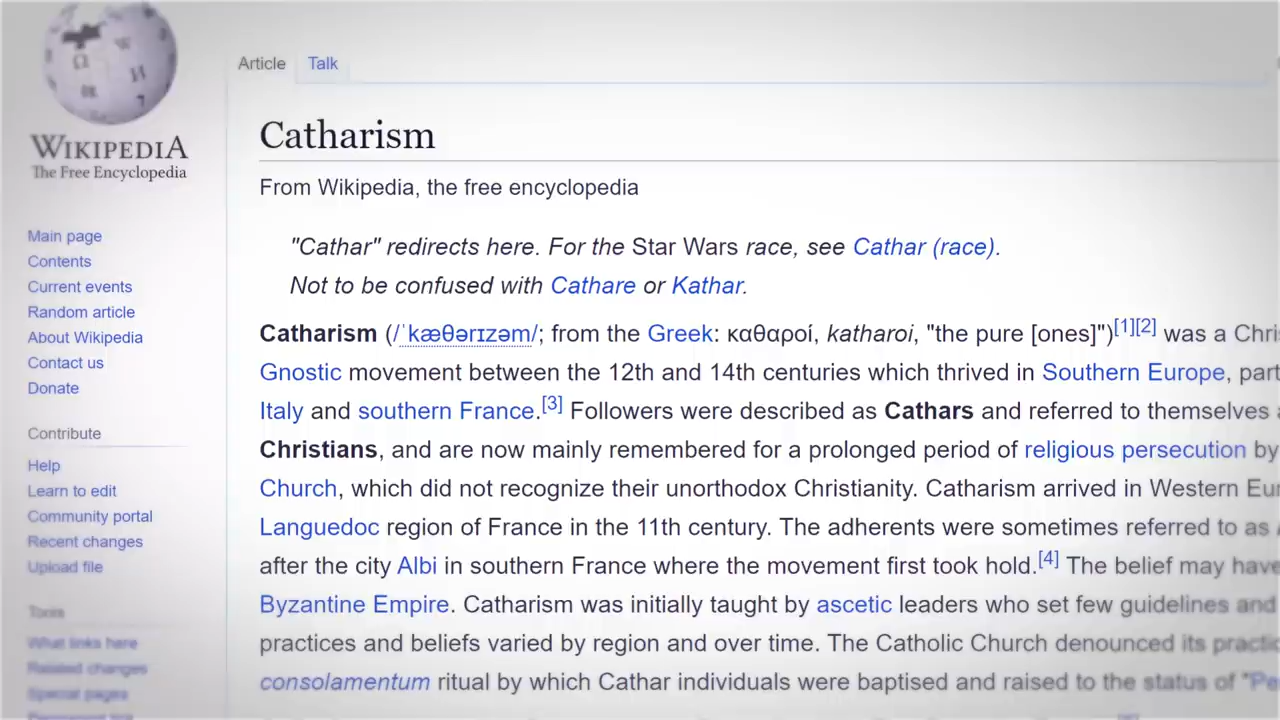 WIKIPEDIA
The Free Encyclopedia
Main page
Contents
Current events
Random article
About Wikipedia
Contact us
Donate
Contribute
Help
Learn to edit
Community portal
Recent changes
Upload file
Tools
What links here
Related changes
Special pages
Article Talk
Catharism
From Wikipedia, the free encyclopedia
"Cathar" redirects here. For the Star Wars race, see Cathar (race).
Not to be confused with Cathare or Kathar.
Catharism (/ˈkæθərɪzəm/; from the Greek: καθαροί, katharoi, "the pure [ones]")[1][2] was a Chri
Gnostic movement between the 12th and 14th centuries which thrived in Southern Europe, part
Italy and southern France.[3] Followers were described as Cathars and referred to themselves
Christians, and are now mainly remembered for a prolonged period of religious persecution by
Church, which did not recognize their unorthodox Christianity. Catharism arrived in Western Eur
Languedoc region of France in the 11th century. The adherents were sometimes referred to as
after the city Albi in southern France where the movement first took hold.[4] The belief may have
Byzantine Empire. Catharism was initially taught by ascetic leaders who set few guidelines and
practices and beliefs varied by region and over time. The Catholic Church denounced its practic
consolamentum ritual by which Cathar individuals were baptised and raised to the status of "Pe